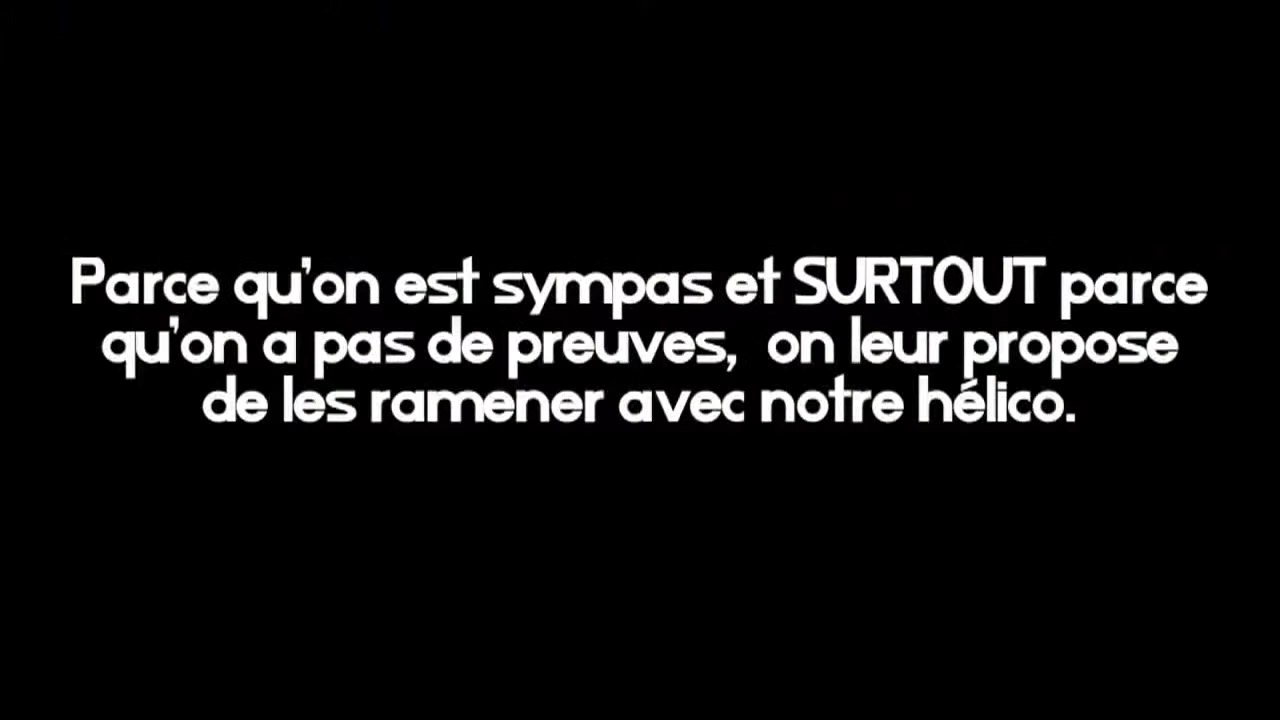 Parce qu'on est sympas et SURTOUT parce
qu'on a pas de preuves,  on leur propose
de les ramener avec notre hélico.